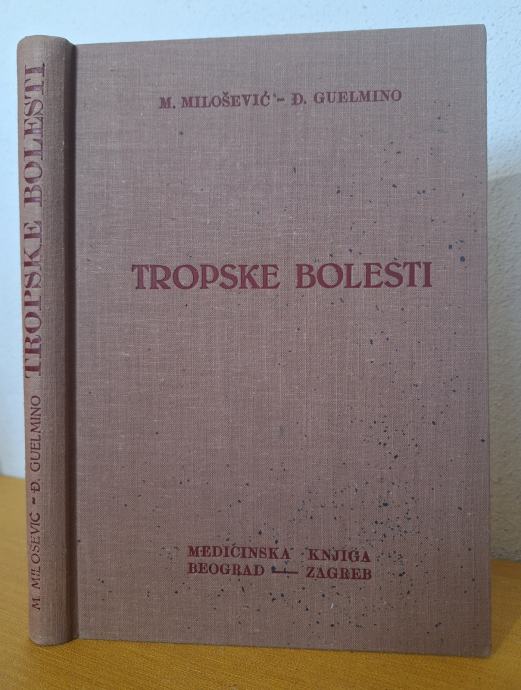 M. MILOŠEVIĆ - Đ. GUELMINO
TROPSKE BOLESTI
MEDICINSKA KNJIGA
BEOGRAD — ZAGREB
M. MILOŠEVIĆ - Đ. GUELMINO TROPSKE BOLESTI